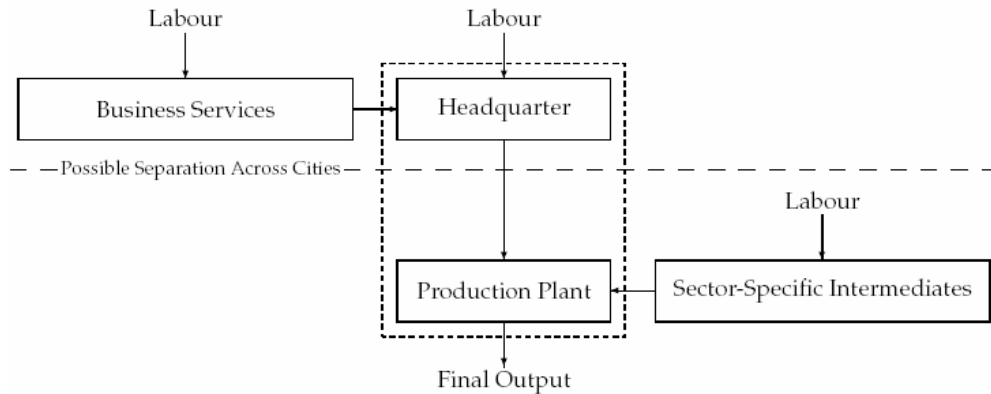 Labour
Labour
Business Services
Headquarter
Possible Separation Across Cities
Labour
Production Plant
Sector-Specific Intermediates
Final Output